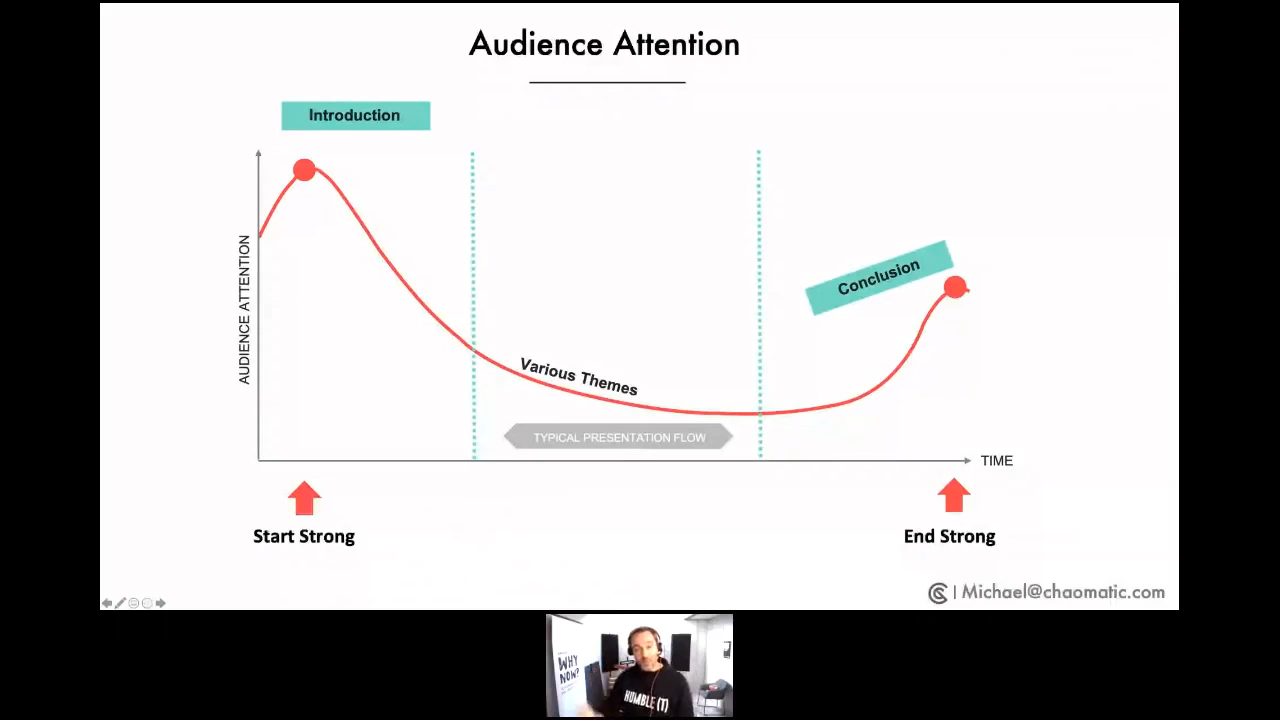 Audience Attention
Introduction
AUDIENCE ATTENTION
Conclusion
Various Themes
TYPICAL PRESENTATION FLOW
TIME
Start Strong
End Strong
| Michael@chaomatic.com
WHY
NOW?
HUMBLE(T)